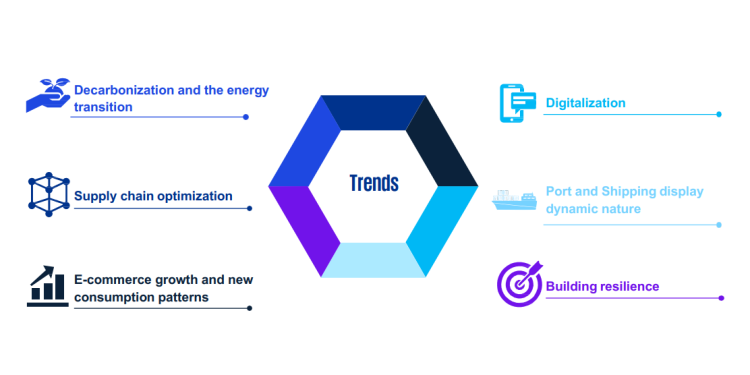 Decarbonization and the energy
transition
Supply chain optimization
E-commerce growth and new
consumption patterns
Trends
Digitalization
Port and Shipping display
dynamic nature
Building resilience